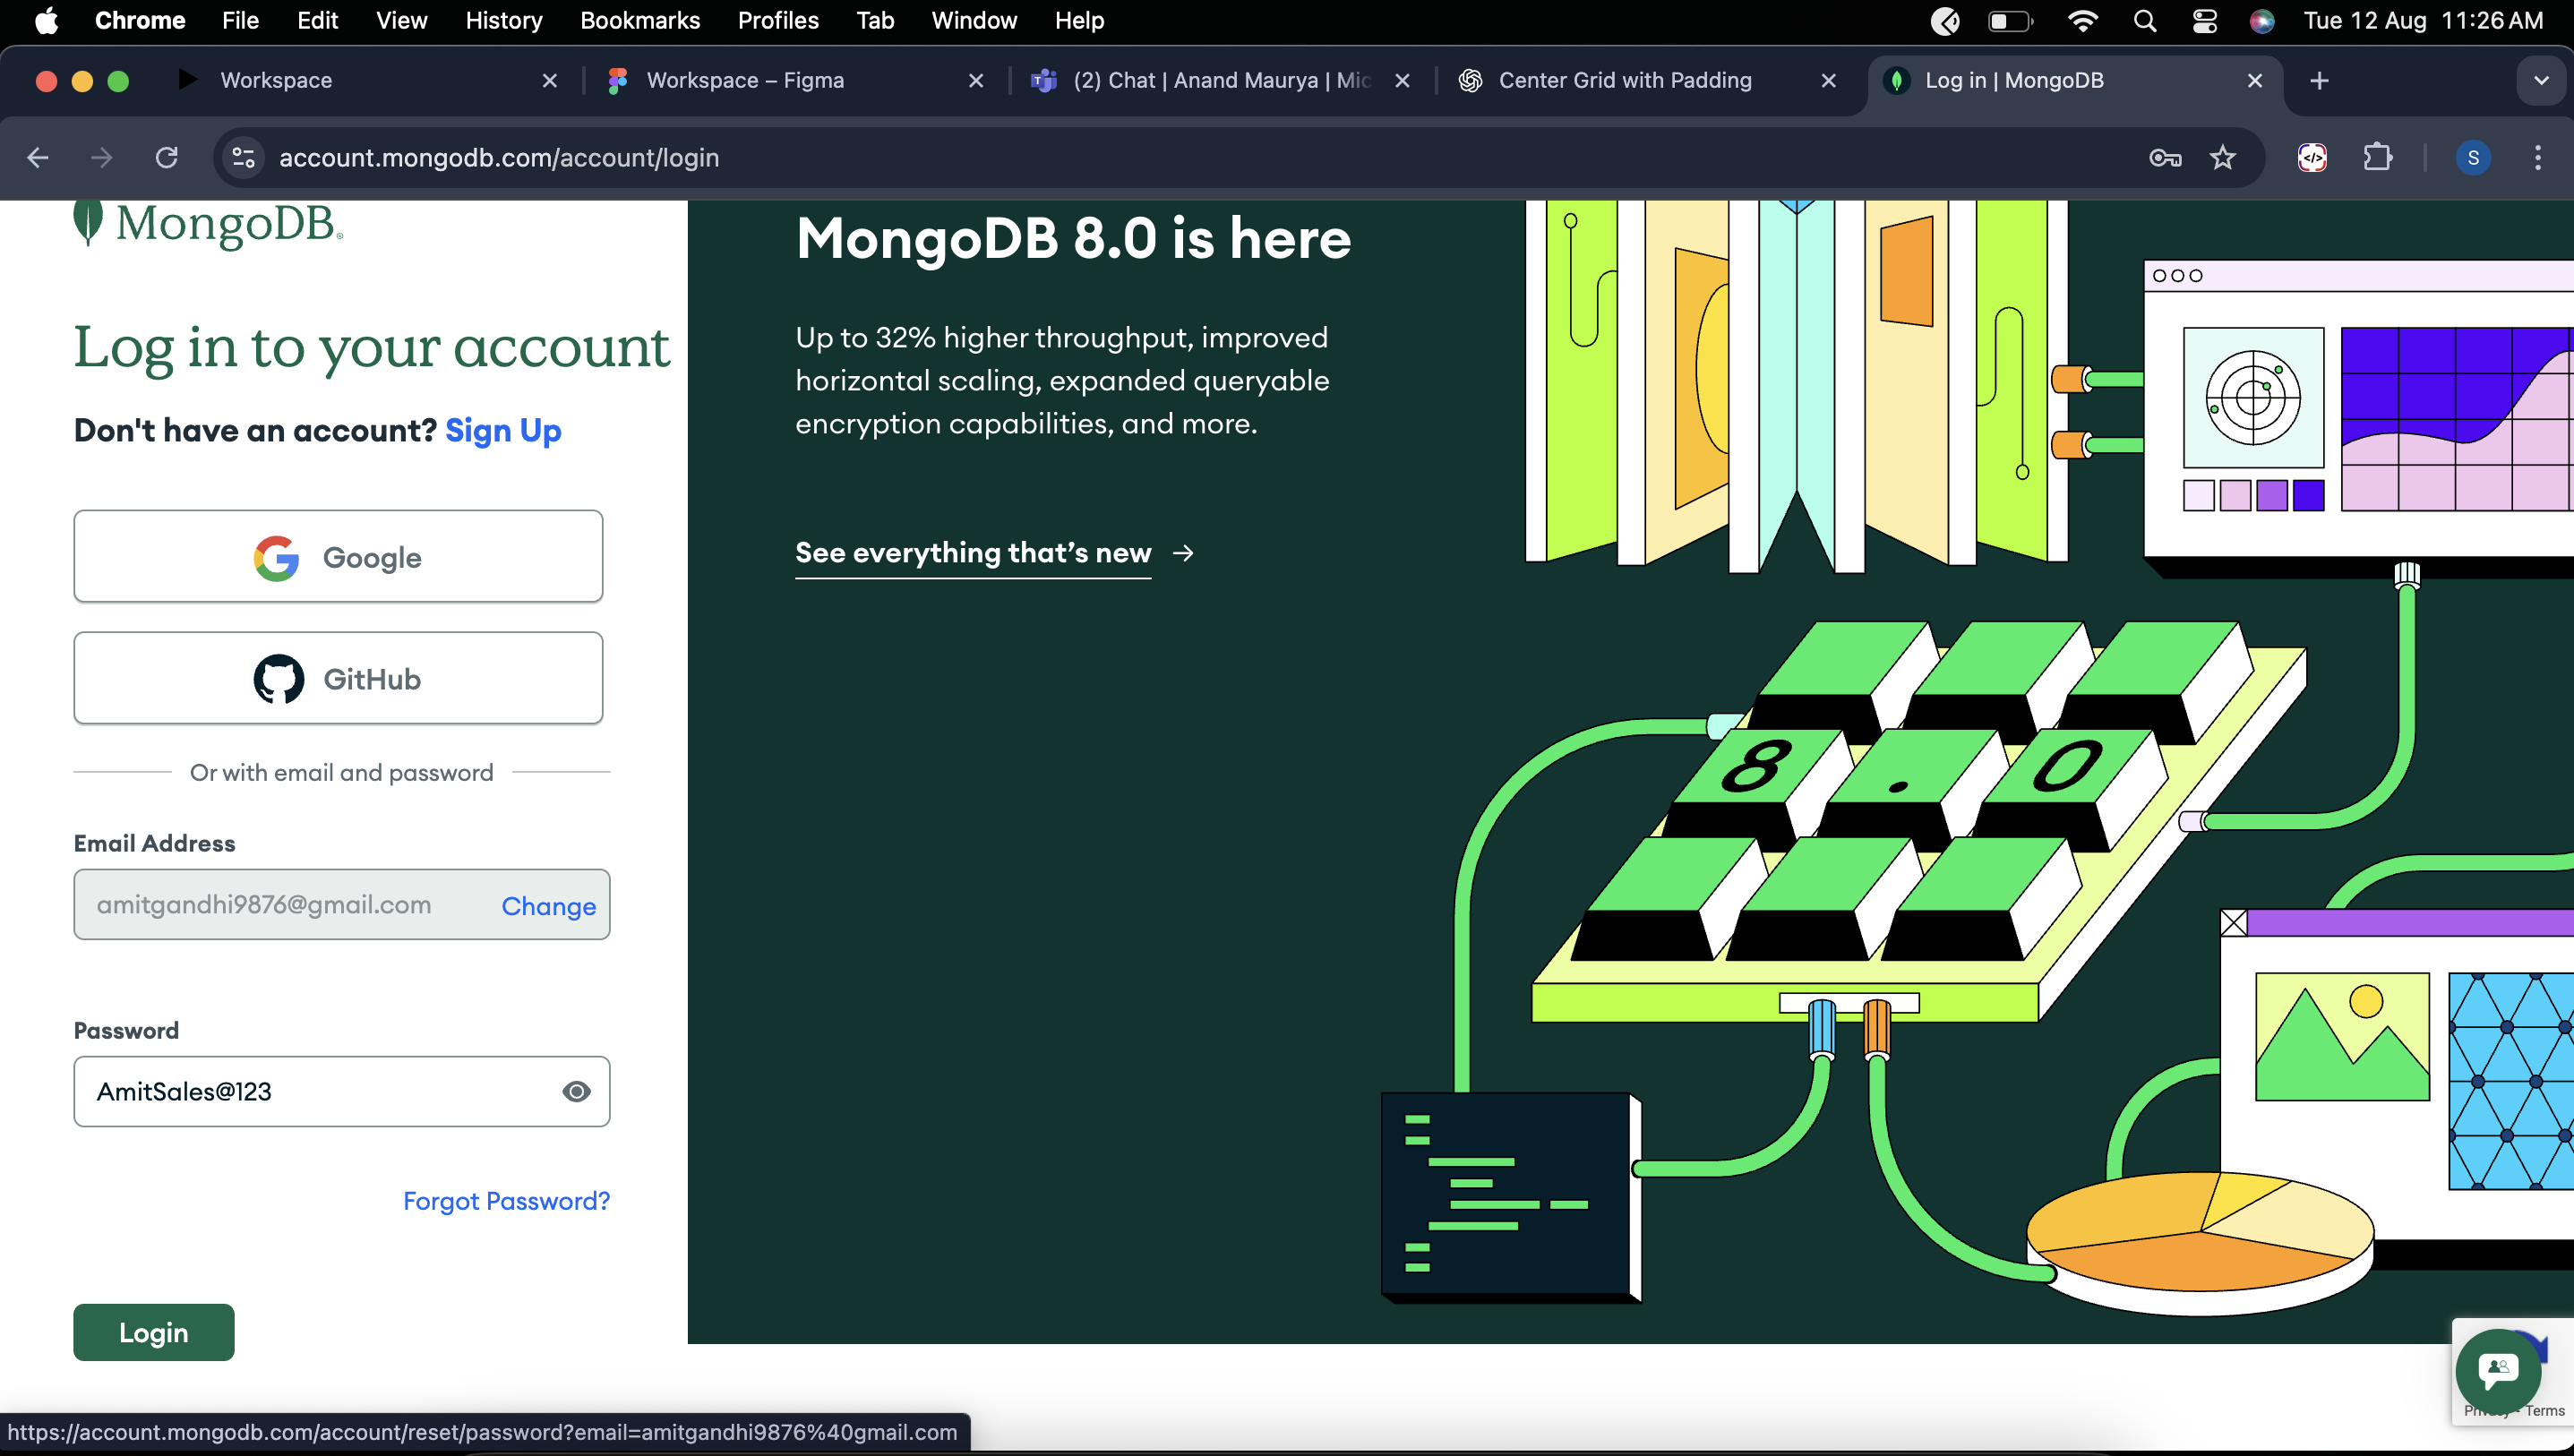 Chrome File Edit View History Bookmarks Profiles Tab Window Help Tue 12 Aug 11:26 AM
Workspace Workspace – Figma (2) Chat | Anand Maurya | Mic Center Grid with Padding Log in | MongoDB
account.mongodb.com/account/login S
MongoDB.
Log in to your account
Don't have an account? Sign Up
Google
GitHub
Or with email and password
Email Address
amitgandhi9876@gmail.com Change
Password
AmitSales@123
Forgot Password?
Login
MongoDB 8.0 is here
Up to 32% higher throughput, improved
horizontal scaling, expanded queryable
encryption capabilities, and more.
See everything that’s new →
8 . 0
Terms
https://account.mongodb.com/account/reset/password?email=amitgandhi9876%40gmail.com